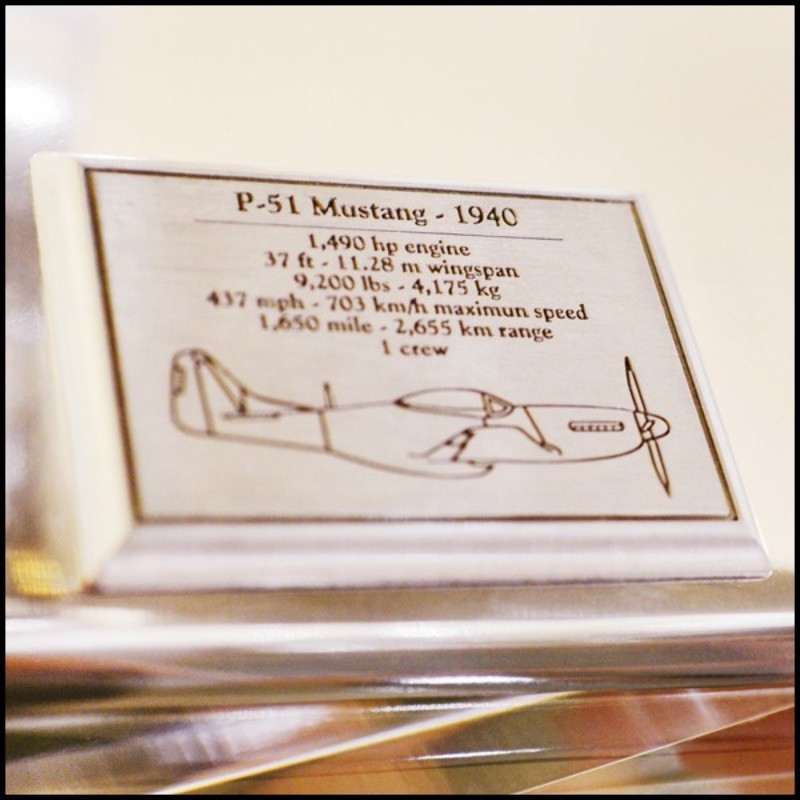 P-51 Mustang - 1940
1,490 hp engine
37 ft - 11.28 m wingspan
9,200 lbs - 4,175 kg
437 mph - 703 km/h maximun speed
1,650 mile - 2,655 km range
1 crew